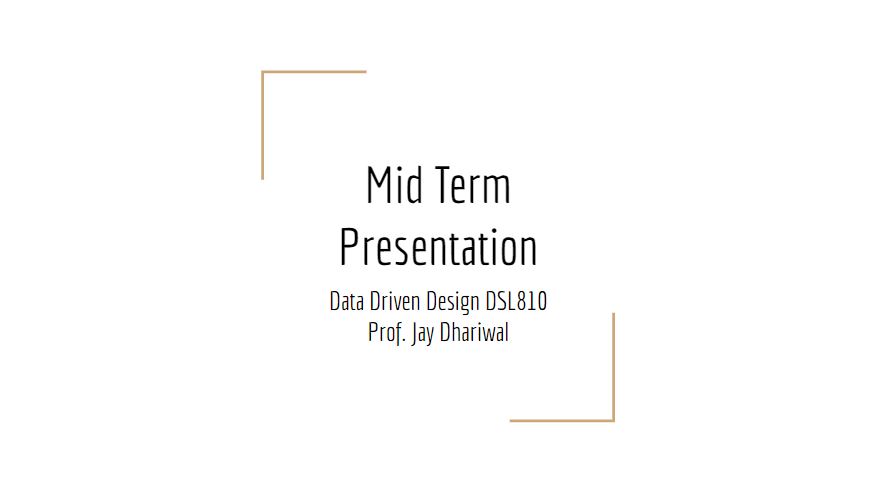 Mid Term
Presentation
Data Driven Design DSL810
Prof. Jay Dhariwal